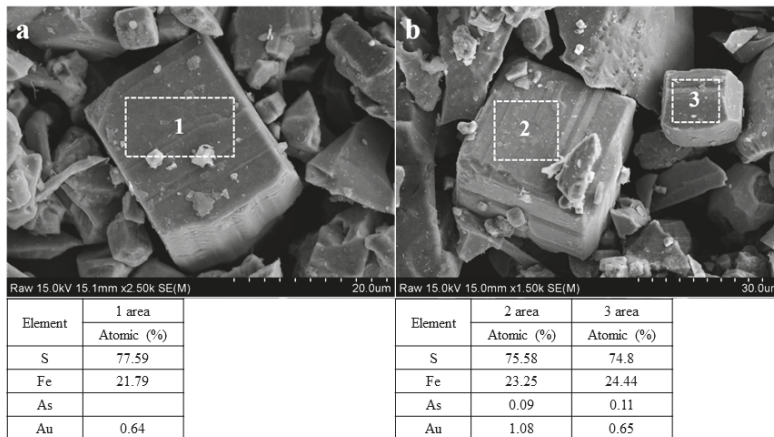 a
1
Raw 15.0kV 15.1mm x2.50k SE(M) 20.0um
b
2
3
Raw 15.0kV 15.0mm x1.50k SE(M) 30.0um
Element 1 area
Atomic (%)
S 77.59
Fe 21.79
As
Au 0.64
Element 2 area 3 area
Atomic (%) Atomic (%)
S 75.58 74.8
Fe 23.25 24.44
As 0.09 0.11
Au 1.08 0.65